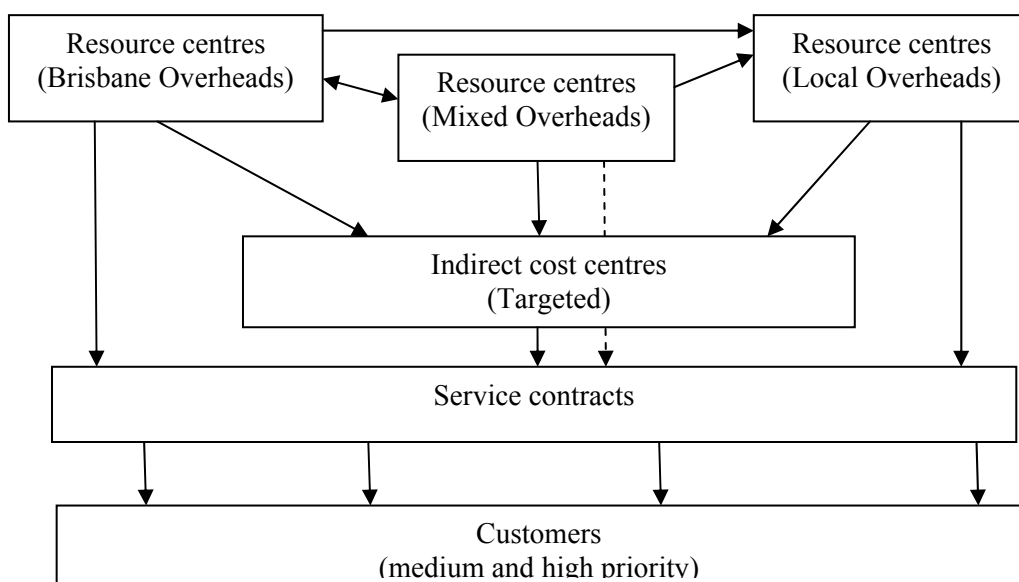 Resource centres
(Brisbane Overheads)
Resource centres
(Mixed Overheads)
Resource centres
(Local Overheads)
Indirect cost centres
(Targeted)
Service contracts
Customers
(medium and high priority)